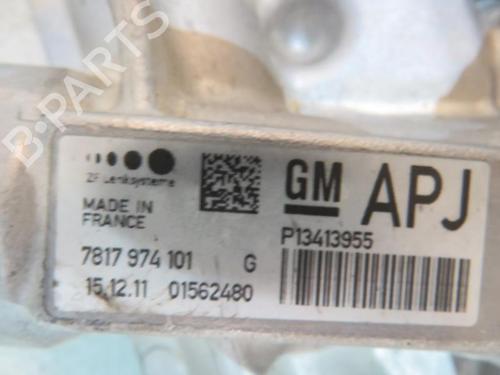 B-PARTS
ZF Lenksysteme
MADE IN
FRANCE
7817 974 101 G
15.12.11 01562480
GM APJ
P13413955